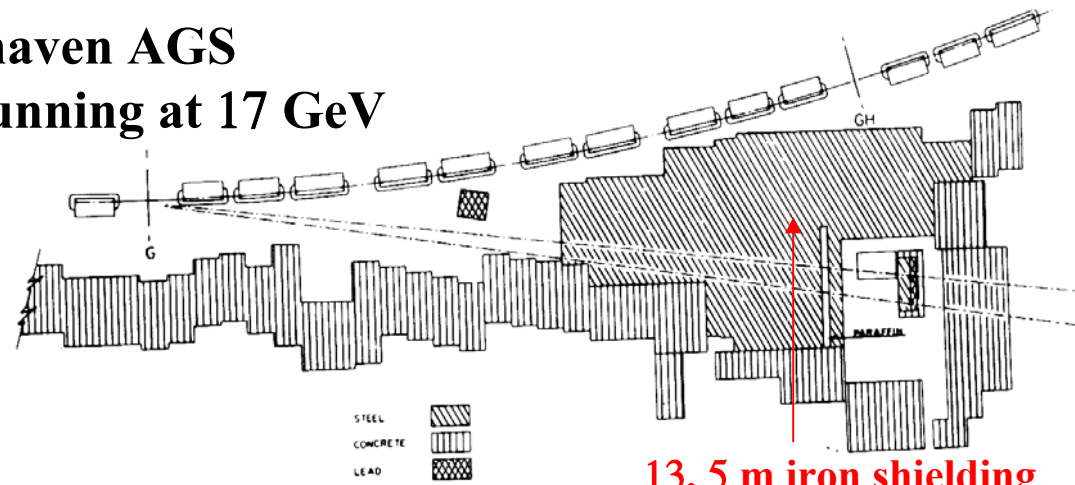 haven AGS
unning at 17 GeV
GH
G
PARAFFIN
STEEL
CONCRETE
LEAD
13. 5 m iron shielding